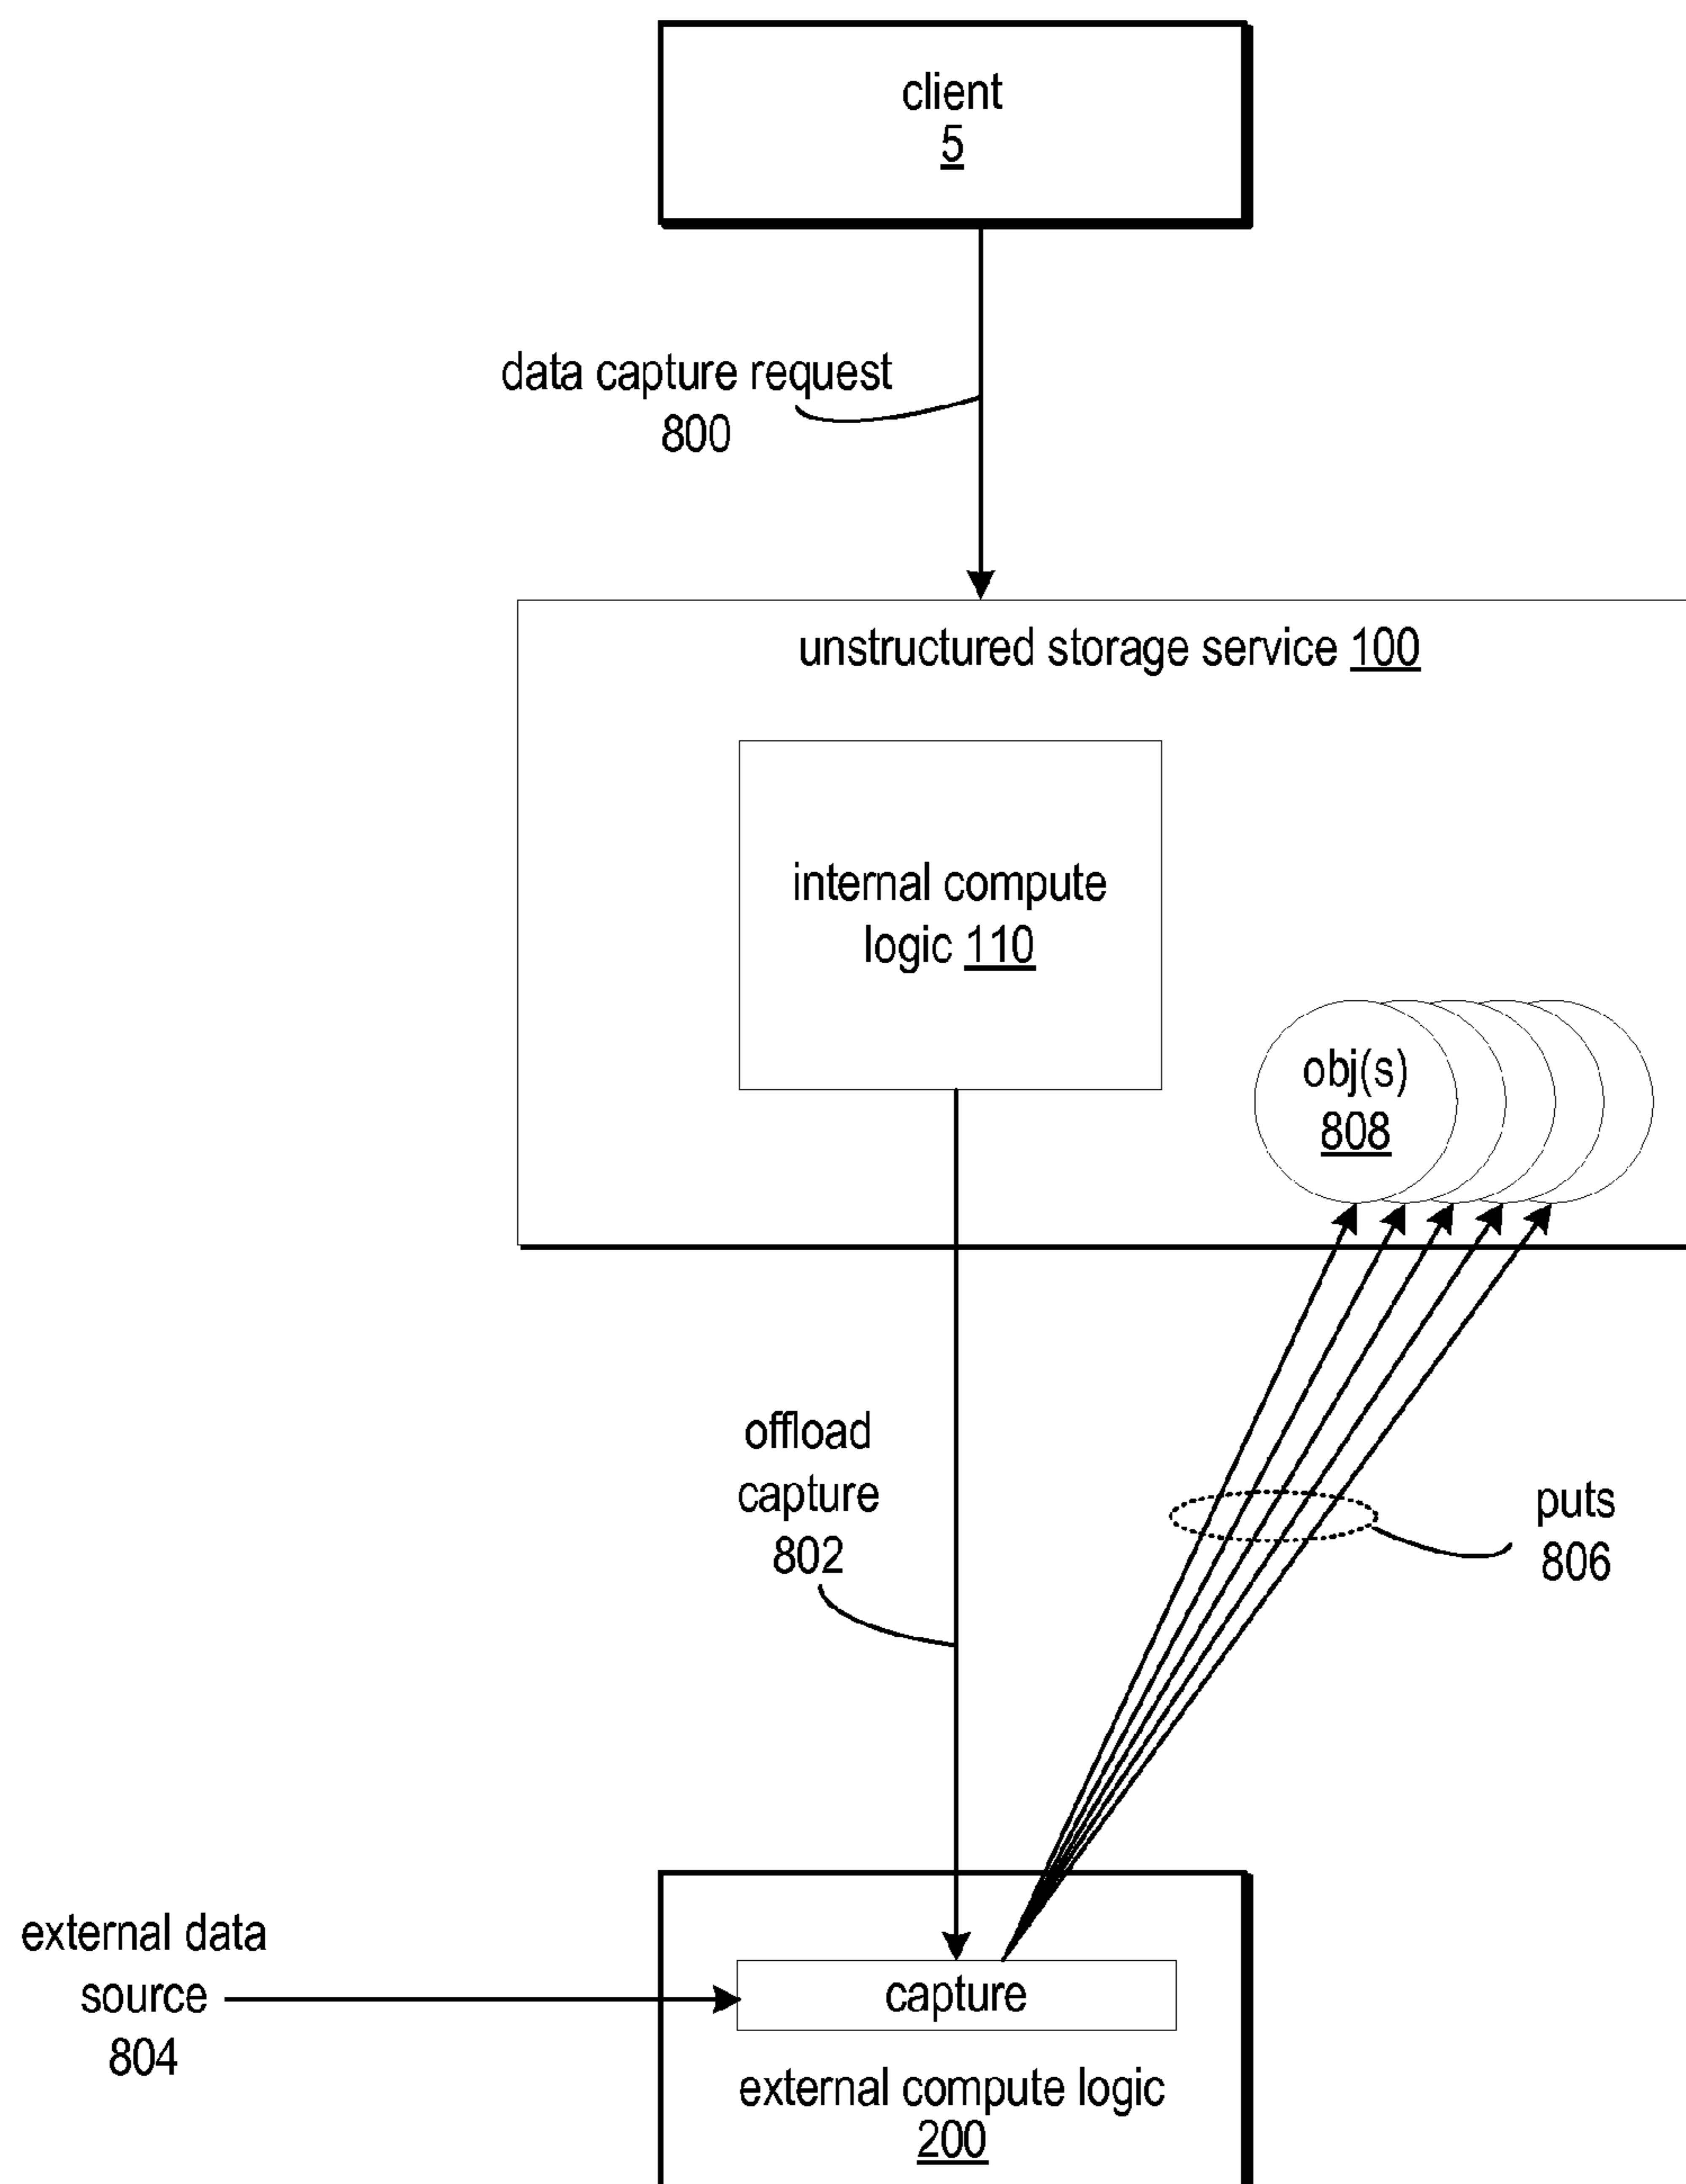 client
5
data capture request
800
unstructured storage service 100
internal compute
logic 110
obj(s)
808
offload
capture
802
puts
806
external data
source
804
capture
external compute logic
200